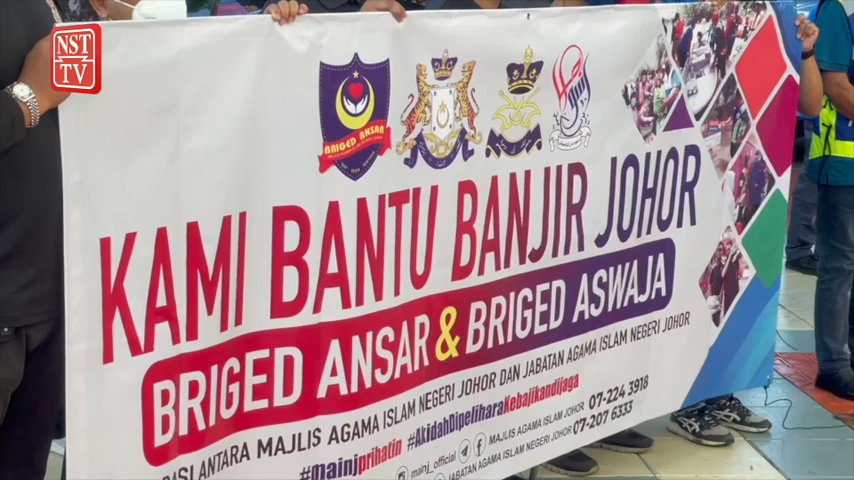 NST
TV
BRIGED ANSAR
KAMI BANTU BANJIR JOHOR
BRIGED ANSAR & BRIGED ASWAJA
ANTARA MAJLIS AGAMA ISLAM NEGERI JOHOR DAN JABATAN AGAMA ISLAM NEGERI JOHOR
#mainjprihatin #AkidahDipeliharaKebajikandijaga
mainj_official MAJLIS AGAMA ISLAM JOHOR 07-224 3918
JABATAN AGAMA ISLAM NEGERI JOHOR 07-207 6333